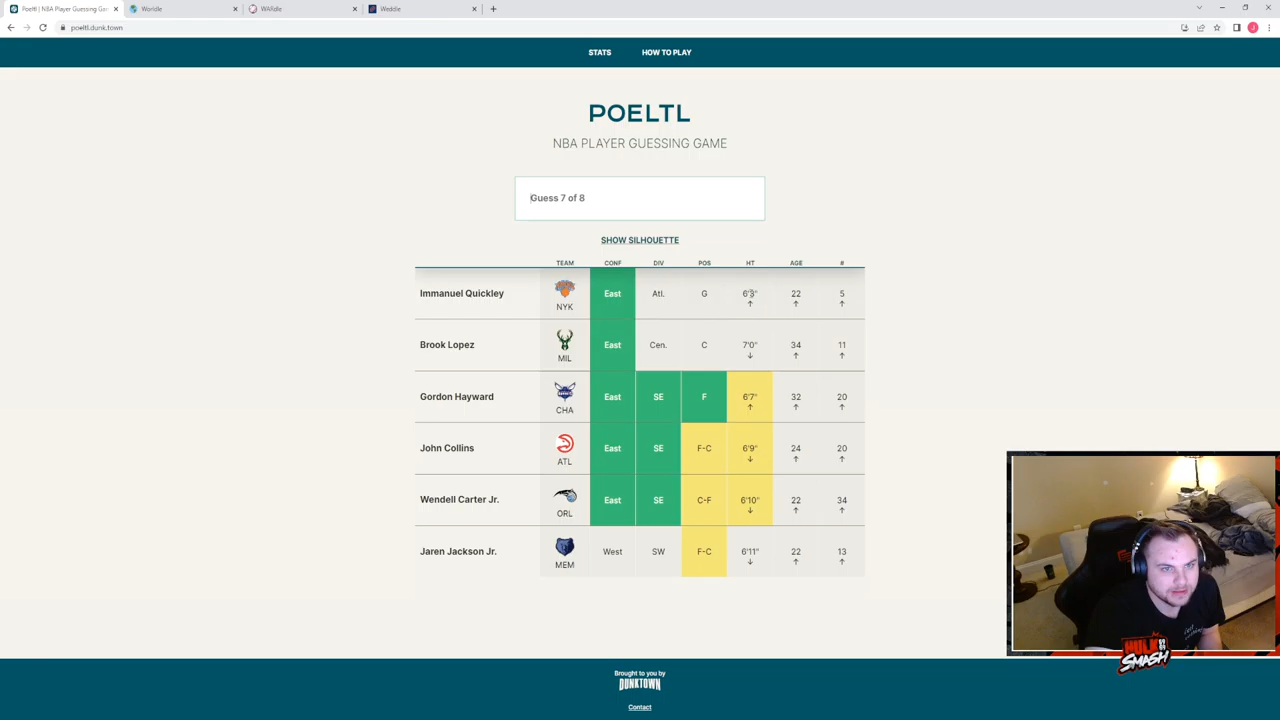 Poeltl | NBA Player Guessing Gam
Worldle
WAfldle
Weddle
poeltl.dunk.town
STATS
HOW TO PLAY
POELTL
NBA PLAYER GUESSING GAME
Guess 7 of 8
SHOW SILHOUETTE
TEAM CONF DIV POS HT AGE #
Immanuel Quickley NYK East Atl. G 6'3" ↑ 22 ↑ 5 ↑
Brook Lopez MIL East Cen. C 7'0" ↓ 34 ↑ 11 ↑
Gordon Hayward CHA East SE F 6'7" ↑ 32 ↑ 20 ↑
John Collins ATL East SE F-C 6'9" ↓ 24 ↑ 20 ↑
Wendell Carter Jr. ORL East SE C-F 6'10" ↓ 22 ↑ 34 ↑
Jaren Jackson Jr. MEM West SW F-C 6'11" ↓ 22 ↑ 13 ↑
HULK
SMASH
Brought to you by
DUNKTOWN
Contact